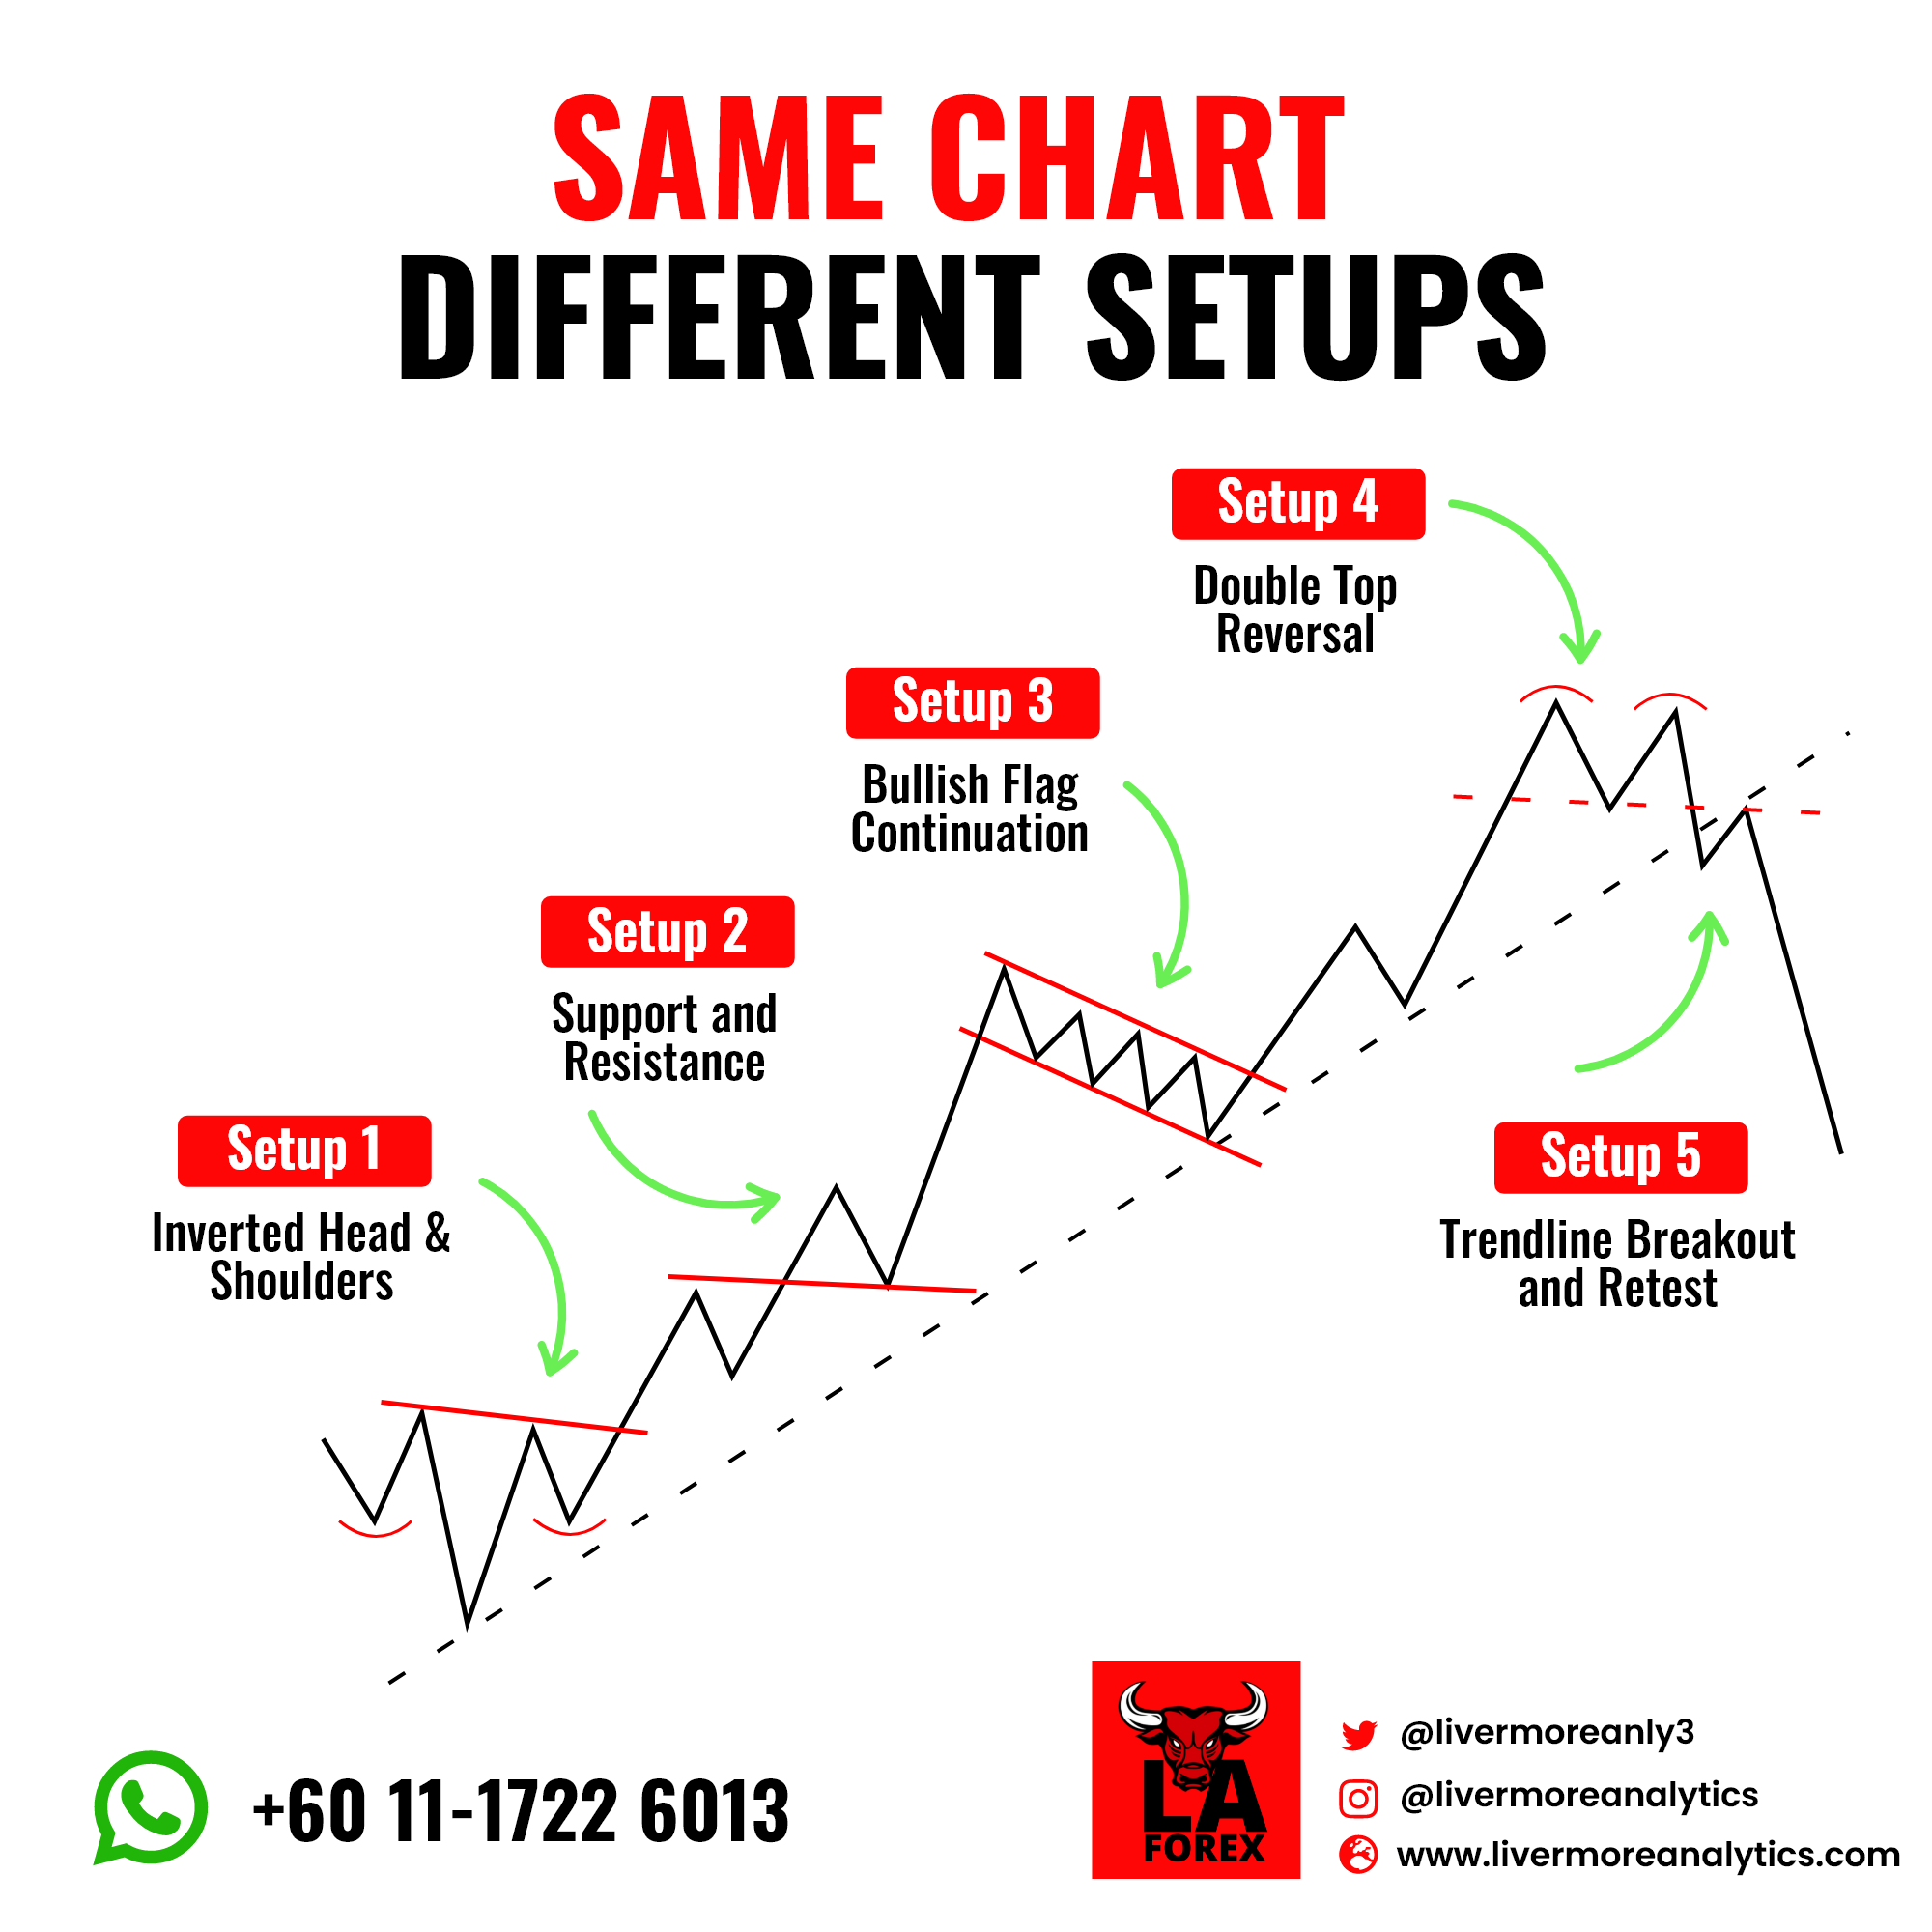 SAME CHART
DIFFERENT SETUPS
Setup 4
Double Top
Reversal
Setup 3
Bullish Flag
Continuation
Setup 2
Support and
Resistance
Setup 1
Inverted Head &
Shoulders
Setup 5
Trendline Breakout
and Retest
+60 11-1722 6013
LA
FOREX
@livermoreanly3
@livermoreanalytics
www.livermoreanalytics.com